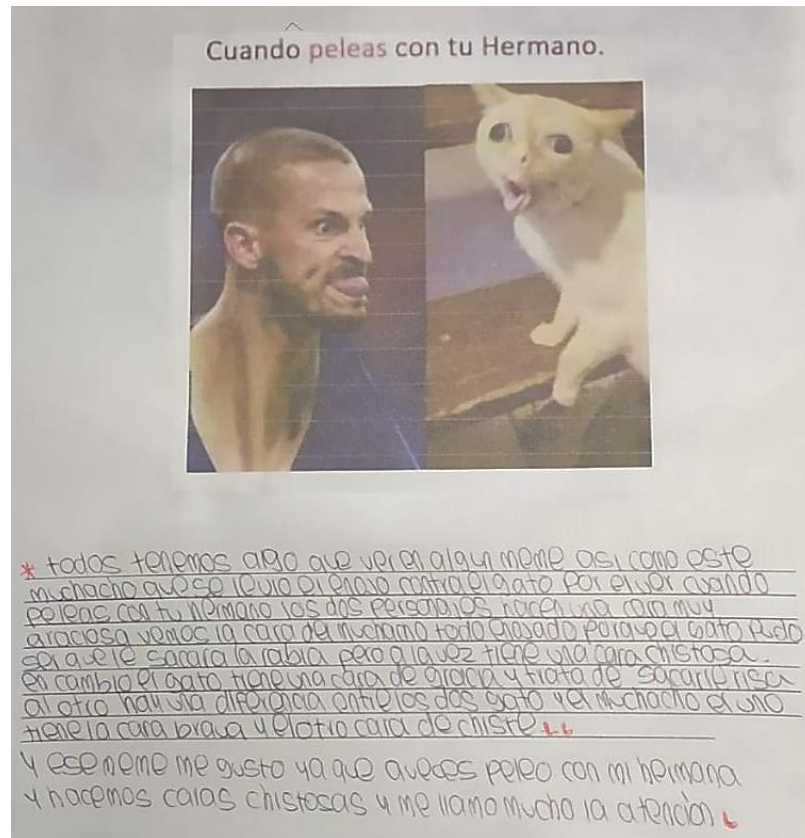 Cuando peleas con tu Hermano.
* todos tenemos algo que ver en algun meme asi como este
muchacho que se levio el enojo contra el gato por el ver cuando
peleas con tu hermano los dos personajes hacen una cara muy
graciosa vemos la cara del muchacho todo enojado porque el gato pudo
ser que le sacara la rabia pero a la vez tiene una cara chistosa.
en cambio el gato tiene una cara de gracia y trata de sacarle risa
al otro hay una diferencia entre los dos gato y el muchacho el uno
tiene la cara brava y el otro cara de chiste
y ese meme me gusto ya que aveces peleo con mi hermana
y hacemos caras chistosas y me llamo mucho la atencion